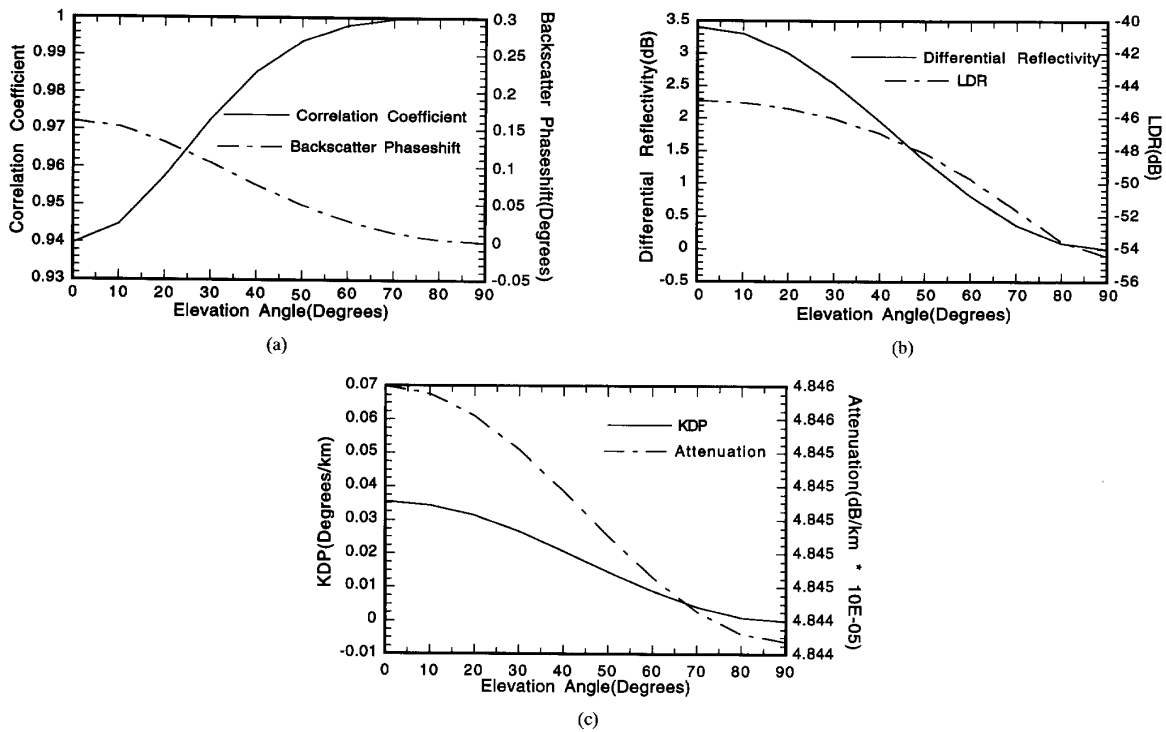 1
0.99
0.98
0.97
0.96
0.95
0.94
0.93
Correlation Coefficient
0.3
0.2
0.1
0.05
0
-0.05
Backscatter Phaseshift(Degrees)
Correlation Coefficient
Backscatter Phaseshift
0 10 20 30 40 50 60 70 80 90
Elevation Angle(Degrees)
(a)
3.5
3
2.5
2
1.5
1
0.5
0
-0.5
Differential Reflectivity(dB)
-40
-42
-44
-46
-48
-50
-52
-54
-56
LDR(dB)
Differential Reflectivity
LDR
0 10 20 30 40 50 60 70 80 90
Elevation Angle(Degrees)
(b)
0.07
0.06
0.05
0.04
0.03
0.02
0.01
0
-0.01
KDP(Degrees/km)
4.846
4.846
4.846
4.845
4.845
4.845
4.845
4.844
4.844
Attenuation(dB/km * 10E-05)
KDP
Attenuation
0 10 20 30 40 50 60 70 80 90
Elevation Angle(Degrees)
(c)